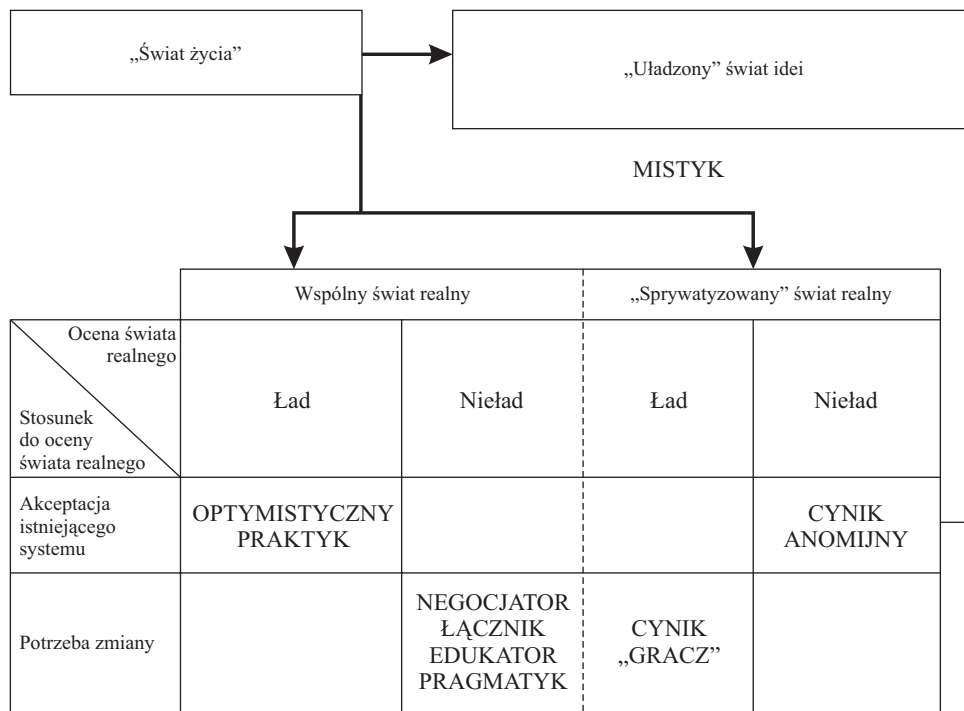 „Świat życia”
„Uładzony” świat idei
MISTYK
Wspólny świat realny
„Sprywatyzowany” świat realny
Ocena świata
realnego
Stosunek
do oceny
świata realnego
Ład
Nieład
Ład
Nieład
Akceptacja
istniejącego
systemu
OPTYMISTYCZNY
PRAKTYK
CYNIK
ANOMIJNY
Potrzeba zmiany
NEGOCJATOR
ŁĄCZNIK
EDUKATOR
PRAGMATYK
CYNIK
„GRACZ”